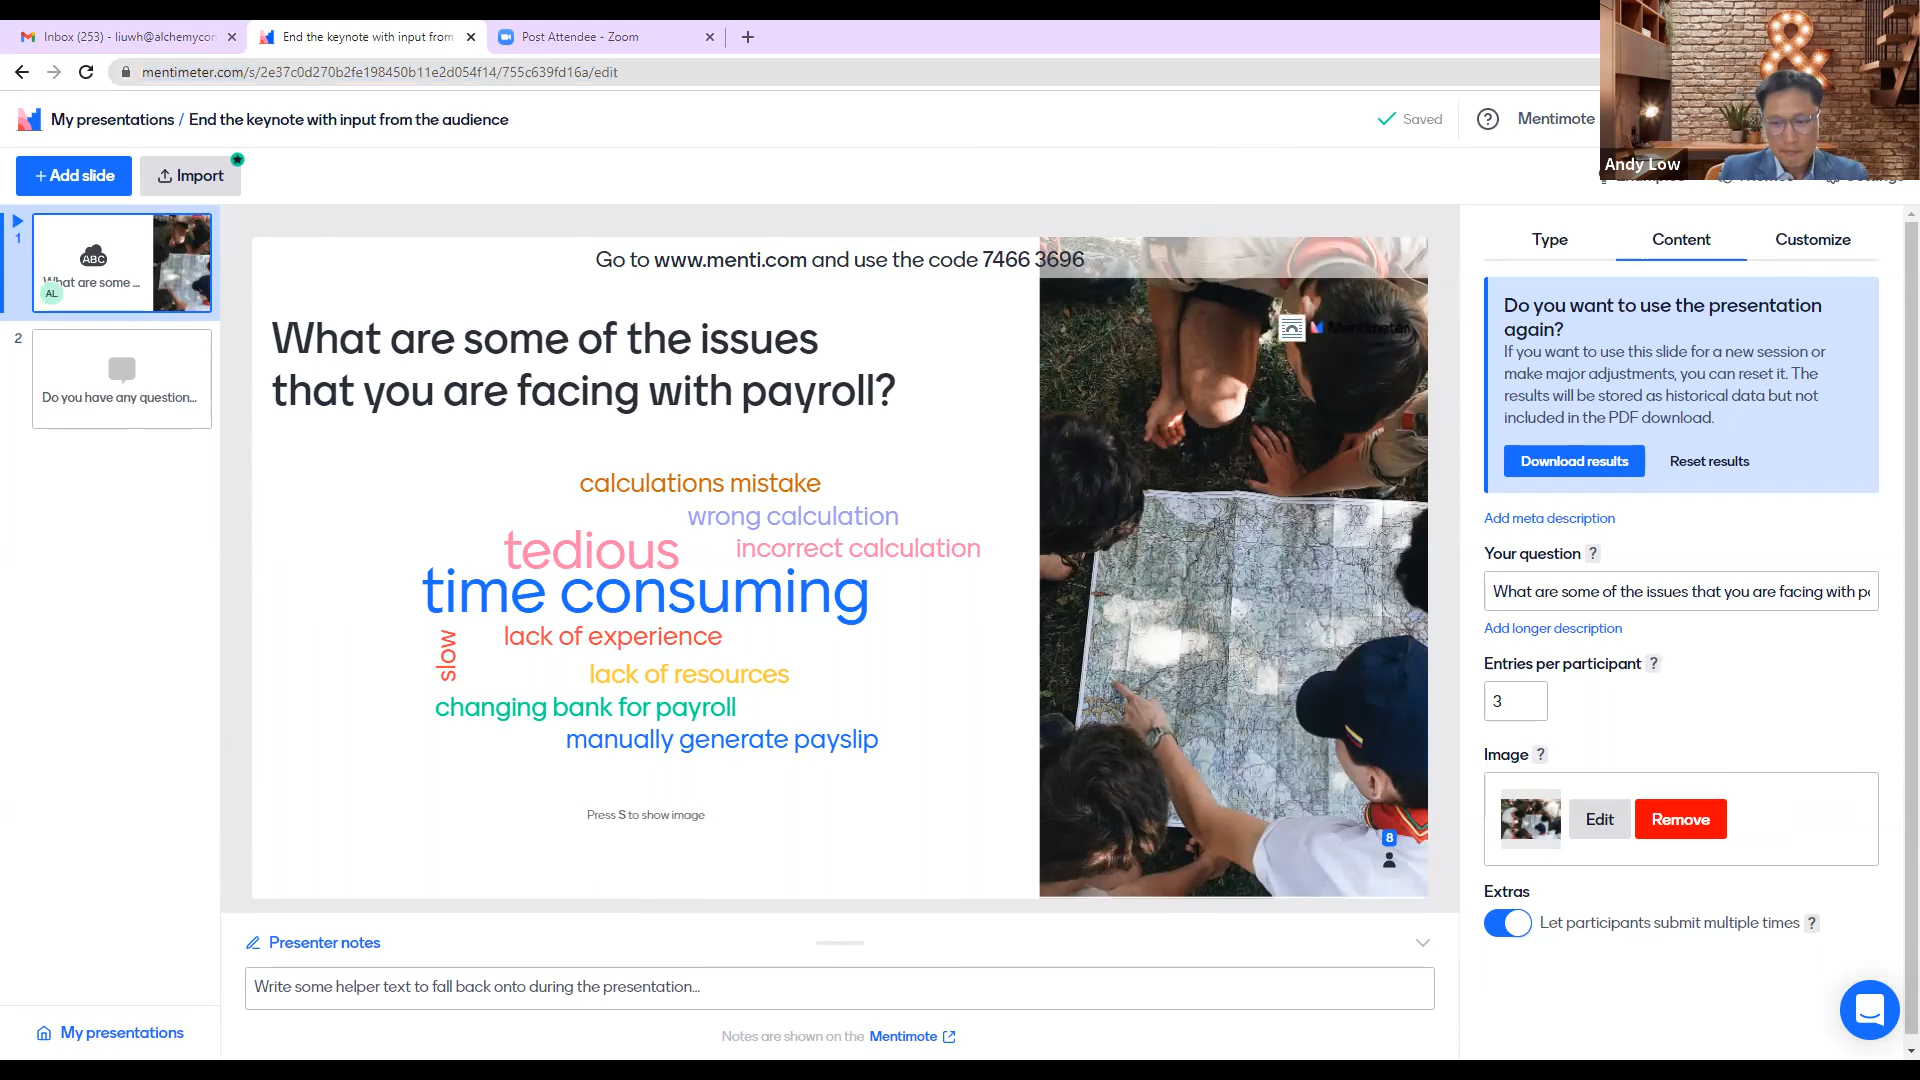 Inbox (253) - liuwh@alchemycon
End the keynote with input from
Post Attendee - Zoom
mentimeter.com/s/2e37c0d270b2fe198450b11e2d054f14/755c639fd16a/edit
My presentations / End the keynote with input from the audience
Saved
Mentimote
Andy Low
+ Add slide
Import
1
ABC
What are some ...
AL
2
Do you have any question...
Go to www.menti.com and use the code 7466 3696
Mentimeter
What are some of the issues
that you are facing with payroll?
calculations mistake
wrong calculation
tedious
incorrect calculation
time consuming
slow
lack of experience
lack of resources
changing bank for payroll
manually generate payslip
Press S to show image
8
Presenter notes
Write some helper text to fall back onto during the presentation...
Notes are shown on the Mentimote
My presentations
Type
Content
Customize
Do you want to use the presentation
again?
If you want to use this slide for a new session or
make major adjustments, you can reset it. The
results will be stored as historical data but not
included in the PDF download.
Download results
Reset results
Add meta description
Your question ?
What are some of the issues that you are facing with pa
Add longer description
Entries per participant ?
3
Image ?
Edit
Remove
Extras
Let participants submit multiple times ?